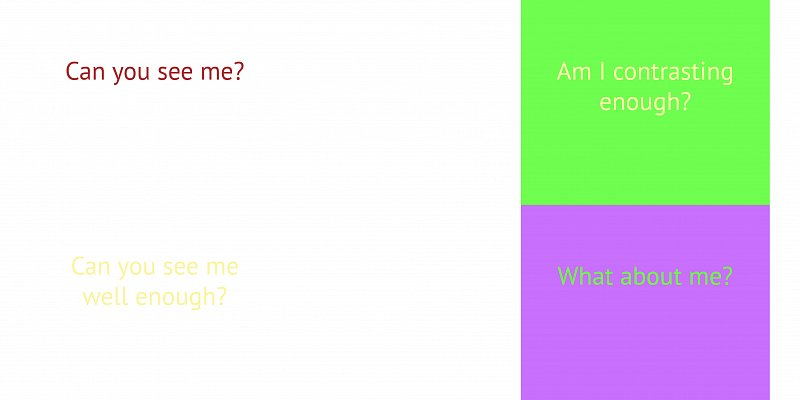 Can you see me?
Am I contrasting
enough?
Can you see me
well enough?
What about me?